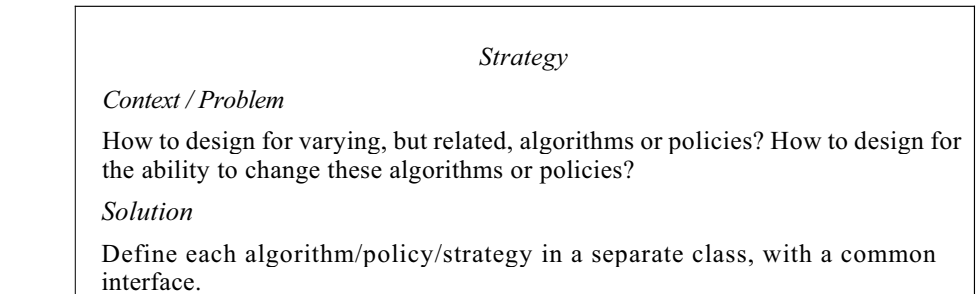 Strategy
Context / Problem
How to design for varying, but related, algorithms or policies? How to design for
the ability to change these algorithms or policies?
Solution
Define each algorithm/policy/strategy in a separate class, with a common
interface.